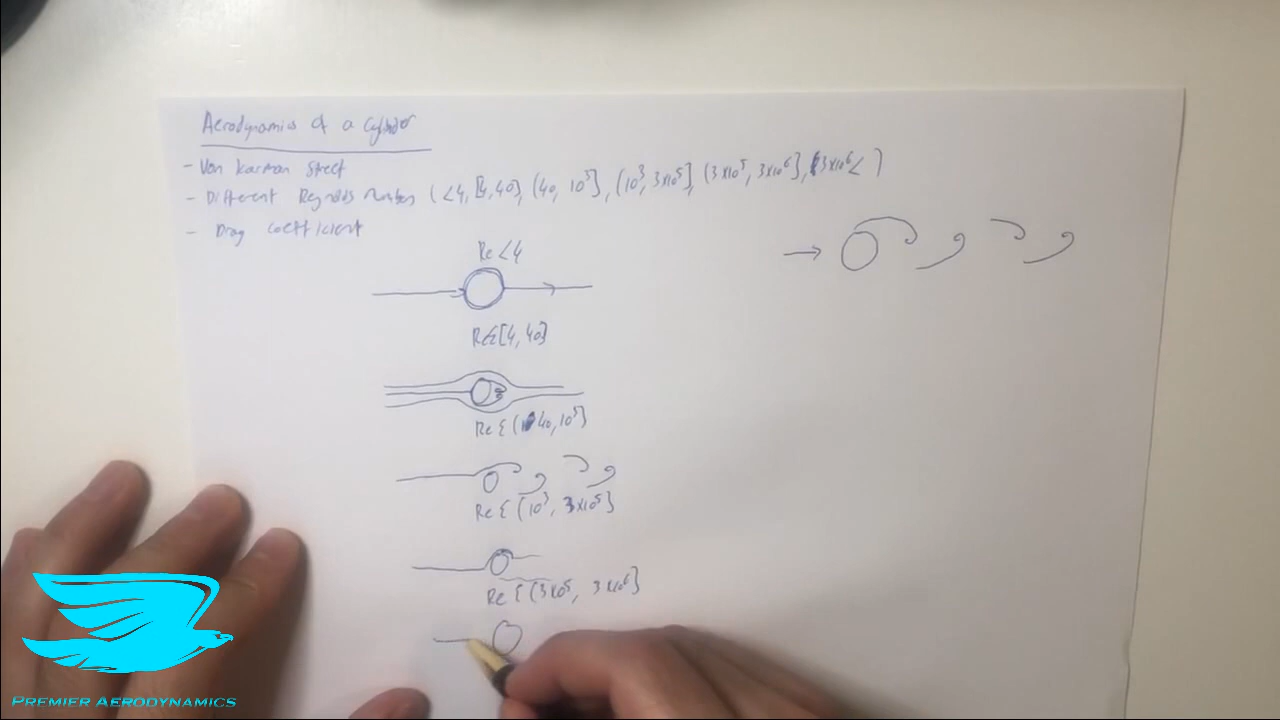 Aerodynamics of a Cylinder
- Von Karman Street
- Different Reynolds Numbers (<4, [4,40], (40, 10³], (10³, 3x10⁵], (3x10⁵, 3x10⁶], (3x10⁶<)
- Drag Coefficient
Re<4
Re∈[4,40]
Re∈(40,10³]
Re∈(10³, 3x10⁵]
Re∈(3x10⁵, 3x10⁶]
PREMIER AERODYNAMICS